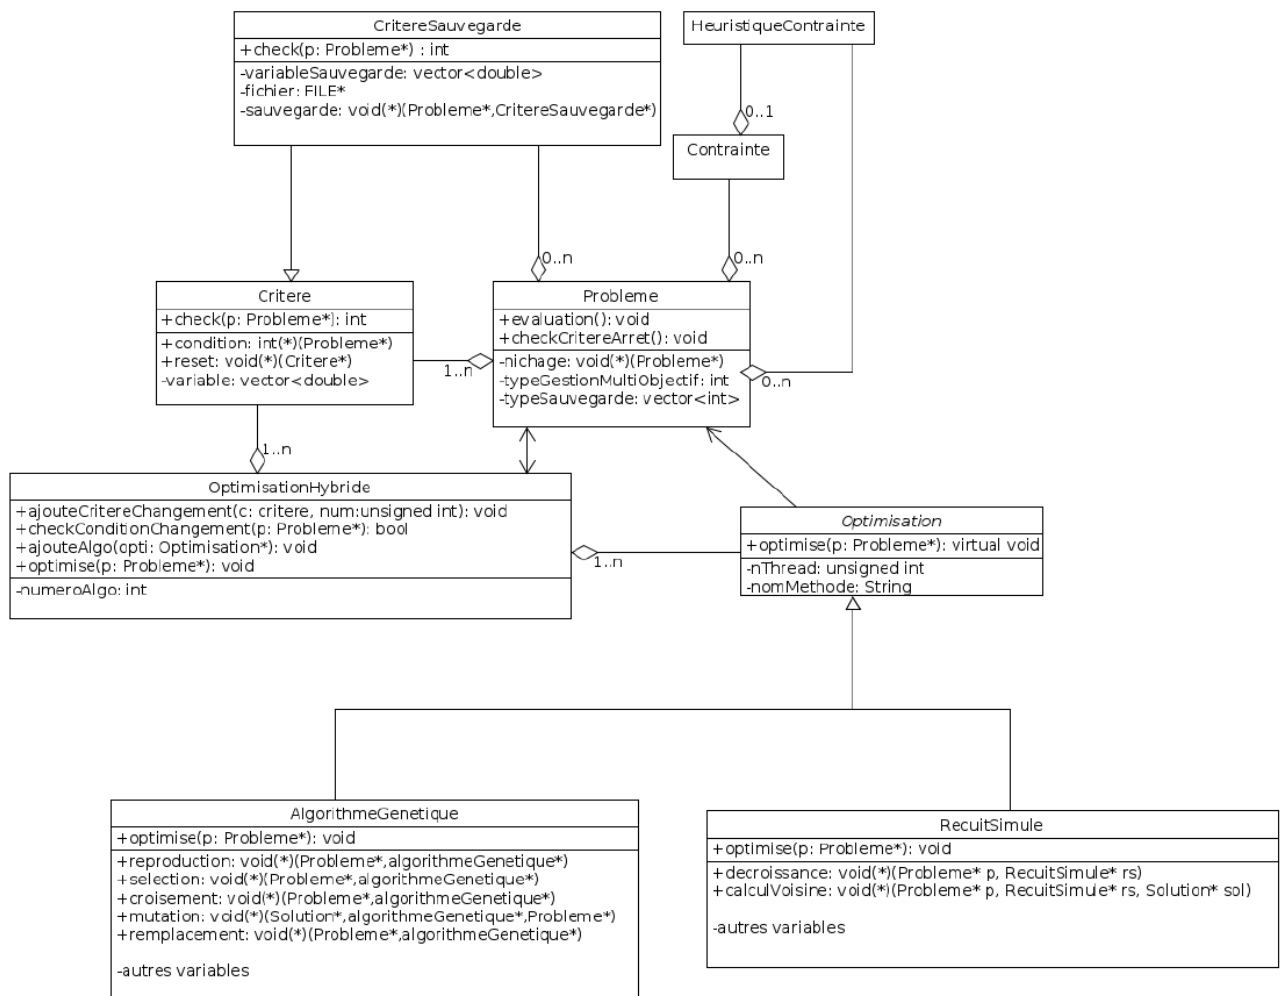 CritereSauvegarde
+check(p: Probleme*) : int
-variableSauvegarde: vector<double>
-fichier: FILE*
-sauvegarde: void(*)(Probleme*,CritereSauvegarde*)
HeuristiqueContrainte
0..1
Contrainte
0..n
0..n
Critere
+check(p: Probleme*): int
+condition: int(*)(Probleme*)
+reset: void(*)(Critere*)
-variable: vector<double>
1..n
Probleme
+evaluation(): void
+checkCritereArret(): void
-nichage: void(*)(Probleme*)
-typeGestionMultiObjectif: int
-typeSauvegarde: vector<int>
0..n
1..n
OptimisationHybride
+ajouteCritereChangement(c: critere, num:unsigned int): void
+checkConditionChangement(p: Probleme*): bool
+ajouteAlgo(opti: Optimisation*): void
+optimise(p: Probleme*): void
-numeroAlgo: int
1..n
Optimisation
+optimise(p: Probleme*): virtual void
-nThread: unsigned int
-nomMethode: String
AlgorithmeGenetique
+optimise(p: Probleme*): void
+reproduction: void(*)(Probleme*,algorithmeGenetique*)
+selection: void(*)(Probleme*,algorithmeGenetique*)
+croisement: void(*)(Probleme*,algorithmeGenetique*)
+mutation: void(*)(Solution*,algorithmeGenetique*,Probleme*)
+remplacement: void(*)(Probleme*,algorithmeGenetique*)
-autres variables
RecuitSimule
+optimise(p: Probleme*): void
+decroissance: void(*)(Probleme* p, RecuitSimule* rs)
+calculVoisine: void(*)(Probleme* p, RecuitSimule* rs, Solution* sol)
-autres variables